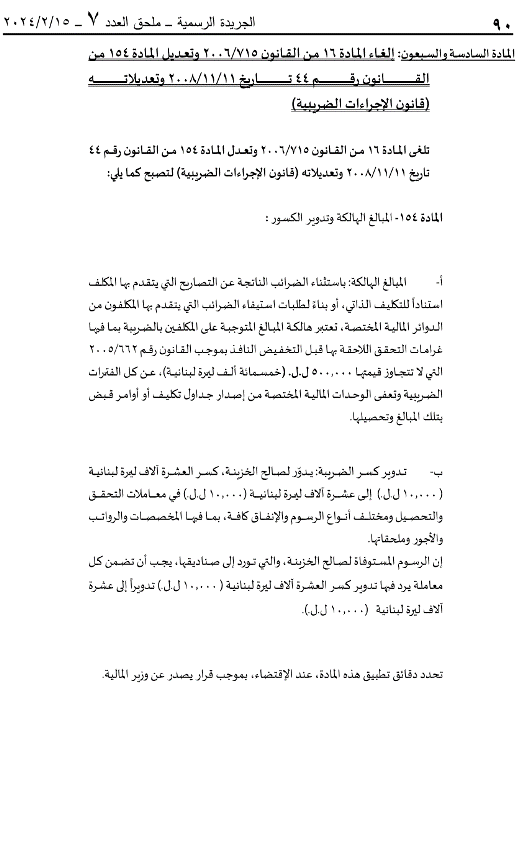 ٩٠ الجريدة الرسمية – ملحق العدد ٧ – ٢٠٢٤/٢/١٥
المادة السادسة والسبعون: إلغاء المادة ١٦ من القانون ٢٠٠٦/٧١٥ وتعديل المادة ١٥٤ من
القـــانون رقـــم ٤٤ تـــاريخ ٢٠٠٨/١١/١١ وتعديلاتـــه
(قانون الإجراءات الضريبية)
تلغى المادة ١٦ من القانون ٢٠٠٦/٧١٥ وتعدل المادة ١٥٤ من القانون رقم ٤٤
تاريخ ٢٠٠٨/١١/١١ وتعديلاته (قانون الإجراءات الضريبية) لتصبح كما يلي:
المادة ١٥٤- المبالغ الهالكة وتدوير الكسور :
أ- المبالغ الهالكة: باستثناء الضرائب الناتجة عن التصاريح التي يتقدم بها المكلف
استناداً للتكليف الذاتي، أو بناءً لطلبات استيفاء الضرائب التي يتقدم بها المكلفون من
الدوائر المالية المختصة، تعتبر هالكة المبالغ المتوجبة على المكلفين بالضريبة بما فيها
غرامات التحقق اللاحقة بها قبل التخفيض النافذ بموجب القانون رقم ٢٠٠٥/٦٦٢
التي لا تتجاوز قيمتها ٥٠٠,٠٠٠ ل.ل. (خمسمائة ألف ليرة لبنانية)، عن كل الفترات
الضريبية وتعفى الوحدات المالية المختصة من إصدار جداول تكليف أو أوامر قبض
بتلك المبالغ وتحصيلها.
ب- تدوير كسر الضريبة: يدوّر لصالح الخزينة، كسر العشرة آلاف ليرة لبنانية
(١٠,٠٠٠ ل.ل.) إلى عشرة آلاف ليرة لبنانية (١٠,٠٠٠ ل.ل.) في معاملات التحقق
والتحصيل ومختلف أنواع الرسوم والإنفاق كافة، بما فيها المخصصات والرواتب
والأجور وملحقاتها.
إن الرسوم المستوفاة لصالح الخزينة، والتي تورد إلى صناديقها، يجب أن تضمن كل
معاملة يرد فيها تدوير كسر العشرة آلاف ليرة لبنانية (١٠,٠٠٠ ل.ل.) تدويراً إلى عشرة
آلاف ليرة لبنانية (١٠,٠٠٠ ل.ل.).
تحدد دقائق تطبيق هذه المادة، عند الإقتضاء، بموجب قرار يصدر عن وزير المالية.